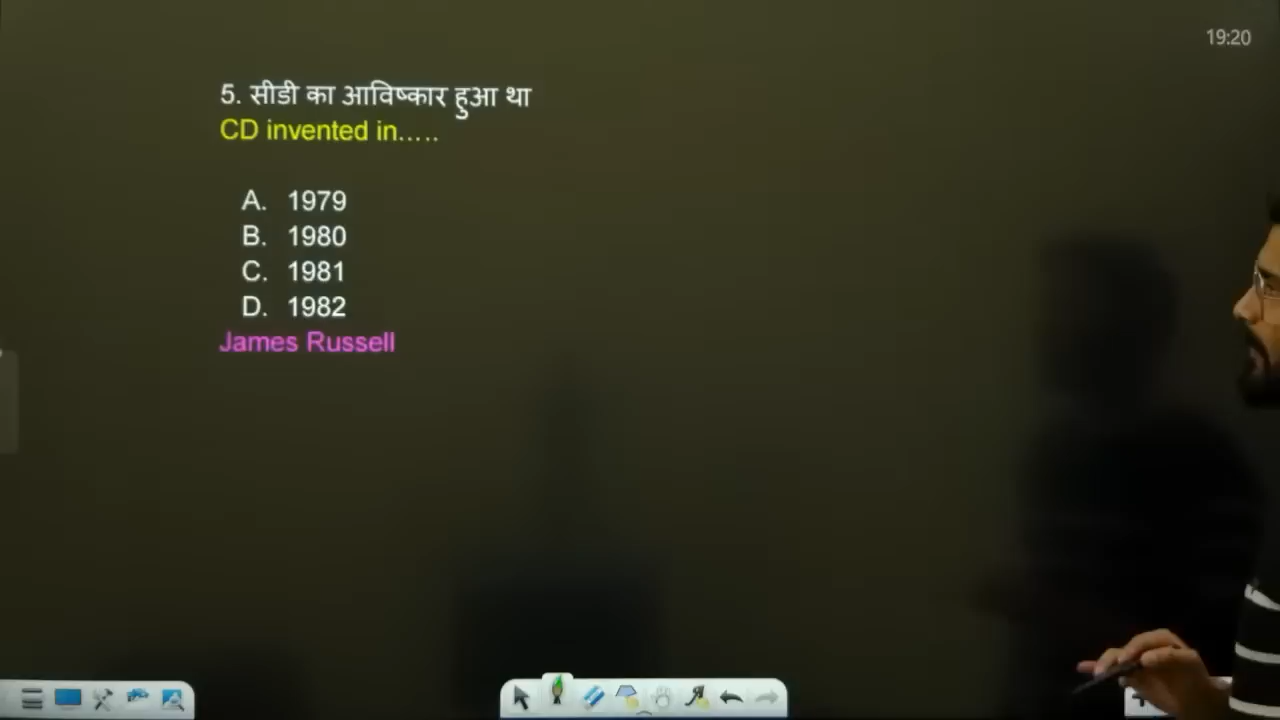 19:20
5. सीडी का आविष्कार हुआ था
CD invented in.....
A. 1979
B. 1980
C. 1981
D. 1982
James Russell